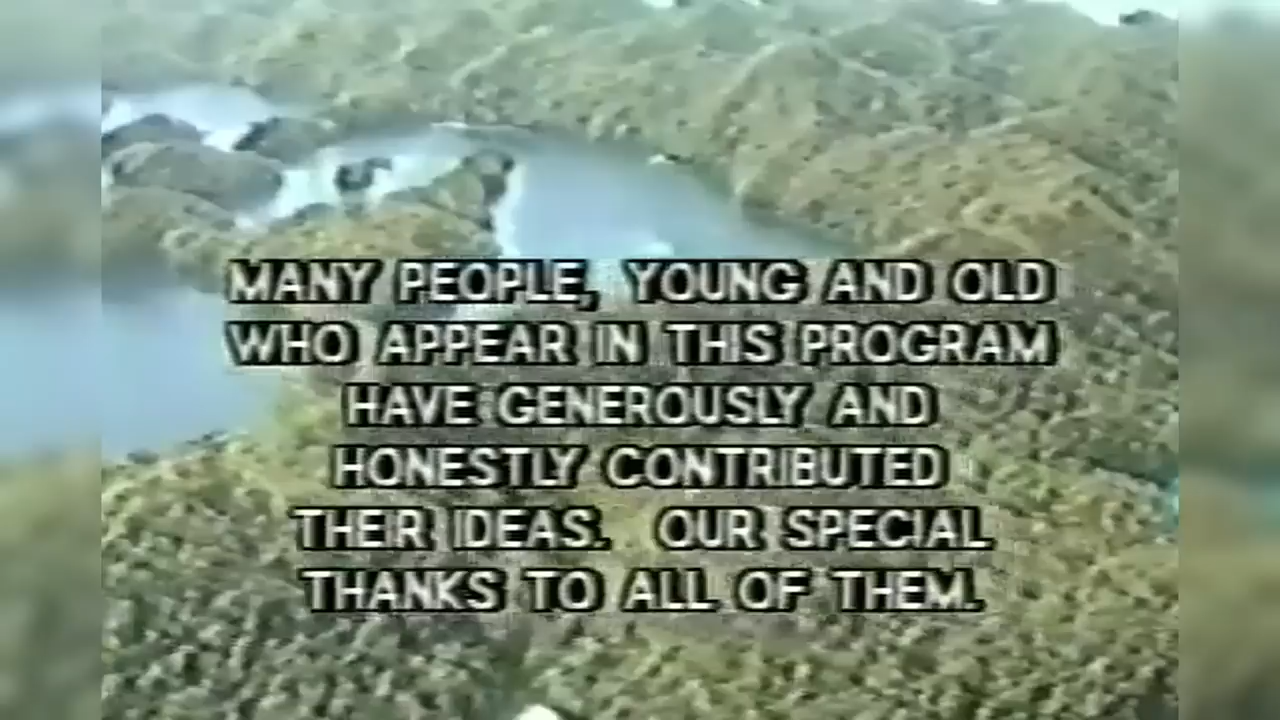 MANY PEOPLE, YOUNG AND OLD
WHO APPEAR IN THIS PROGRAM
HAVE GENEROUSLY AND
HONESTLY CONTRIBUTED
THEIR IDEAS. OUR SPECIAL
THANKS TO ALL OF THEM.